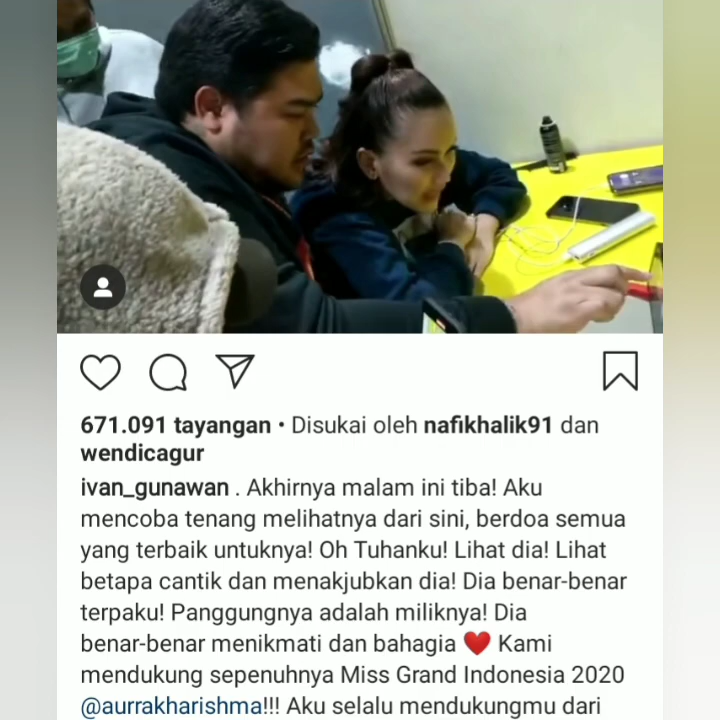 671.091 tayangan • Disukai oleh nafikhalik91 dan
wendicagur
ivan_gunawan . Akhirnya malam ini tiba! Aku
mencoba tenang melihatnya dari sini, berdoa semua
yang terbaik untuknya! Oh Tuhanku! Lihat dia! Lihat
betapa cantik dan menakjubkan dia! Dia benar-benar
terpaku! Panggungnya adalah miliknya! Dia
benar-benar menikmati dan bahagia ❤️ Kami
mendukung sepenuhnya Miss Grand Indonesia 2020
@aurrakharishma!!! Aku selalu mendukungmu dari